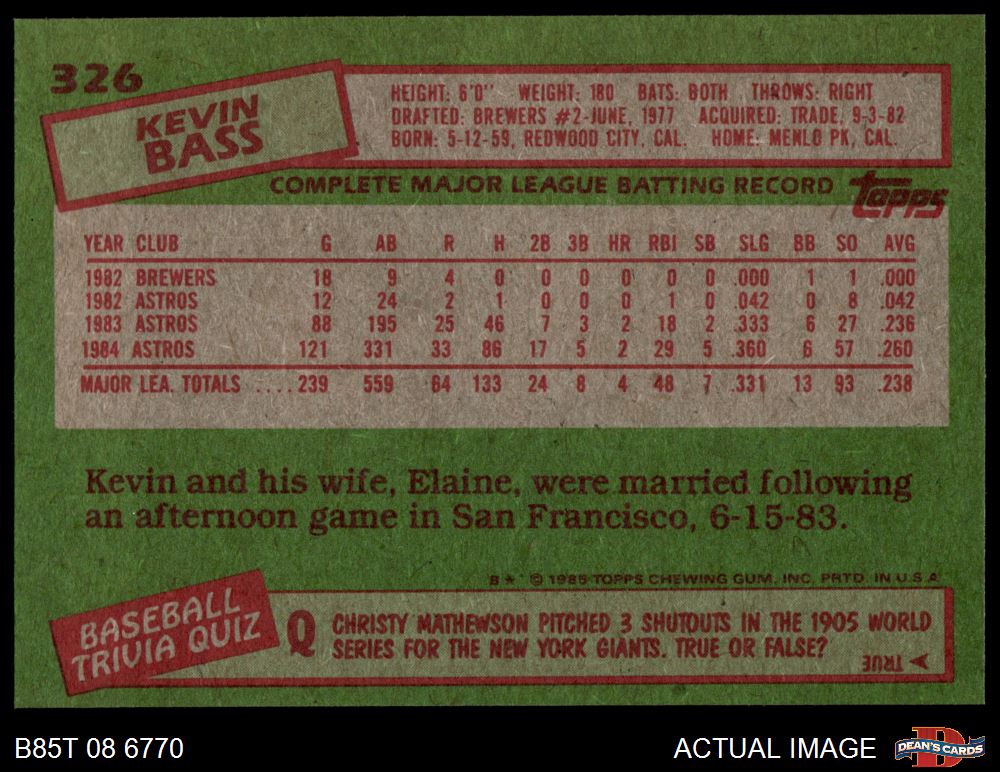 326
KEVIN
BASS
HEIGHT: 6'0" WEIGHT: 180 BATS: BOTH THROWS: RIGHT
DRAFTED: BREWERS #2-JUNE, 1977 ACQUIRED: TRADE, 9-3-82
BORN: 5-12-59, REDWOOD CITY, CAL. HOME: MENLO PK, CAL.
COMPLETE MAJOR LEAGUE BATTING RECORD
topps
YEAR CLUB G AB R H 2B 3B HR RBI SB SLG BB SO AVG
1982 BREWERS 18 9 4 0 0 0 0 0 0 .000 1 1 .000
1982 ASTROS 12 24 2 1 0 0 0 1 0 .042 0 8 .042
1983 ASTROS 88 195 25 46 7 3 2 18 2 .333 6 27 .236
1984 ASTROS 121 331 33 86 17 5 2 29 5 .360 6 57 .260
MAJOR LEA. TOTALS ....239 559 64 133 24 8 4 48 7 .331 13 93 .238
Kevin and his wife, Elaine, were married following
an afternoon game in San Francisco, 6-15-83.
B* © 1985 TOPPS CHEWING GUM, INC. PRTD. IN U.S.A.
BASEBALL
TRIVIA QUIZ
Q
CHRISTY MATHEWSON PITCHED 3 SHUTOUTS IN THE 1905 WORLD
SERIES FOR THE NEW YORK GIANTS. TRUE OR FALSE?
TRUE
B85T 08 6770
ACTUAL IMAGE
D
DEAN'S CARDS